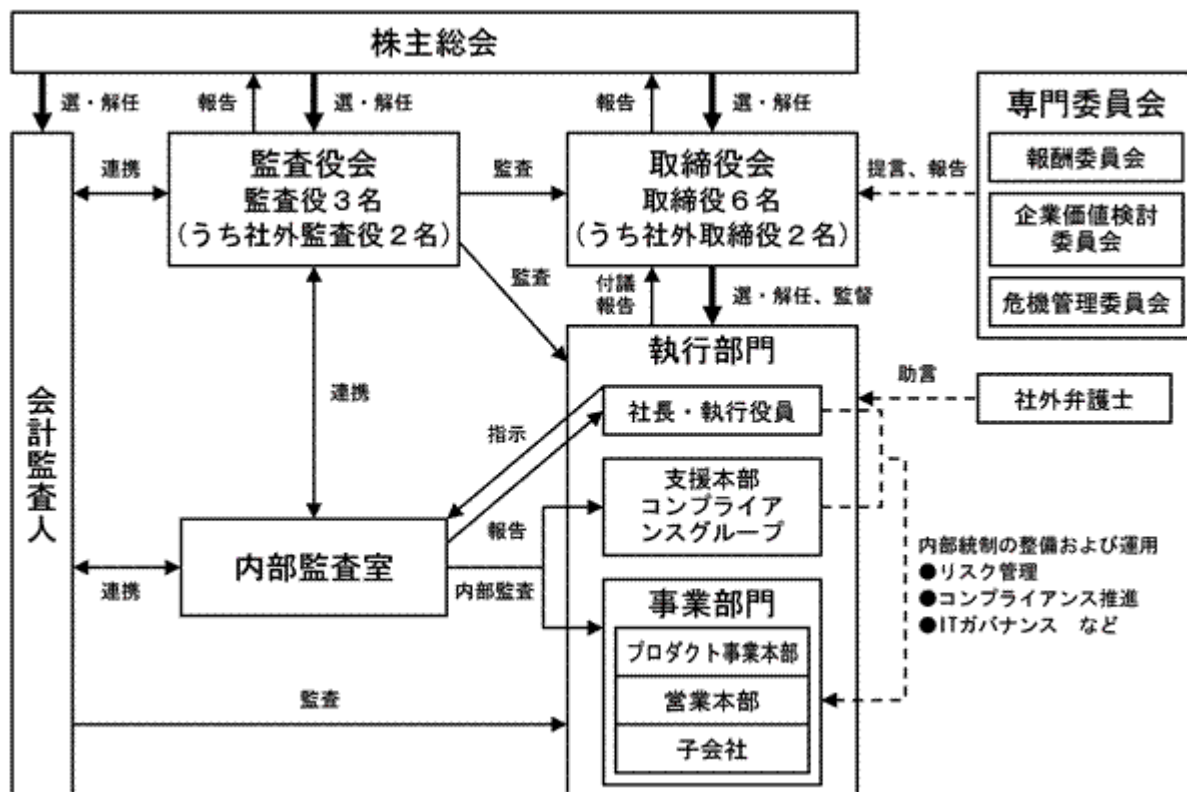 株主総会
選・解任
報告
選・解任
報告
選・解任
専門委員会
報酬委員会
企業価値検討
委員会
危機管理委員会
監査役会
監査役3名
(うち社外監査役2名)
連携
監査
取締役会
取締役6名
(うち社外取締役2名)
提言、報告
監査
付議
報告
選・解任、監督
執行部門
社長・執行役員
助言
社外弁護士
会計監査人
連携
指示
報告
支援本部
コンプライア
ンスグループ
内部監査室
連携
内部監査
事業部門
プロダクト事業本部
営業本部
子会社
内部統制の整備および運用
●リスク管理
●コンプライアンス推進
●ITガバナンス など
監査